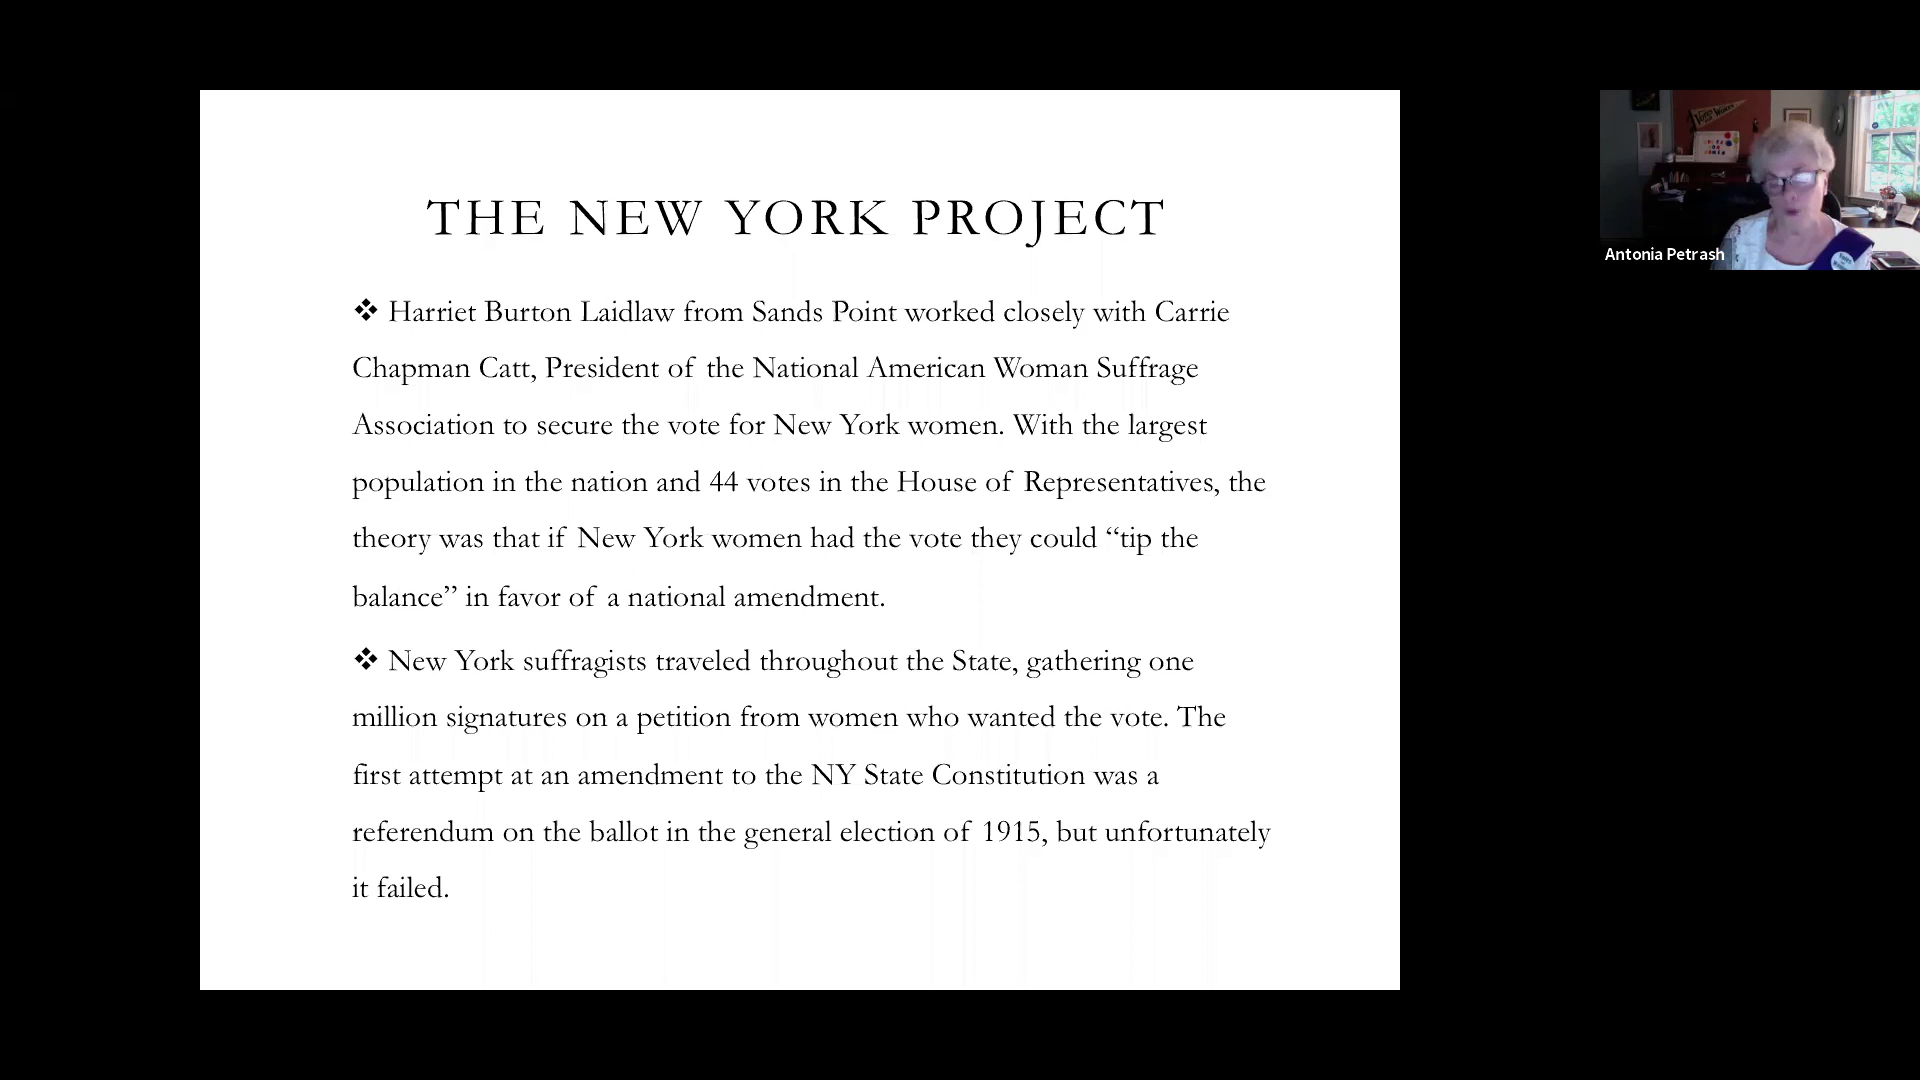 THE NEW YORK PROJECT
❖ Harriet Burton Laidlaw from Sands Point worked closely with Carrie
Chapman Catt, President of the National American Woman Suffrage
Association to secure the vote for New York women. With the largest
population in the nation and 44 votes in the House of Representatives, the
theory was that if New York women had the vote they could “tip the
balance” in favor of a national amendment.
❖ New York suffragists traveled throughout the State, gathering one
million signatures on a petition from women who wanted the vote. The
first attempt at an amendment to the NY State Constitution was a
referendum on the ballot in the general election of 1915, but unfortunately
it failed.
Antonia Petrash